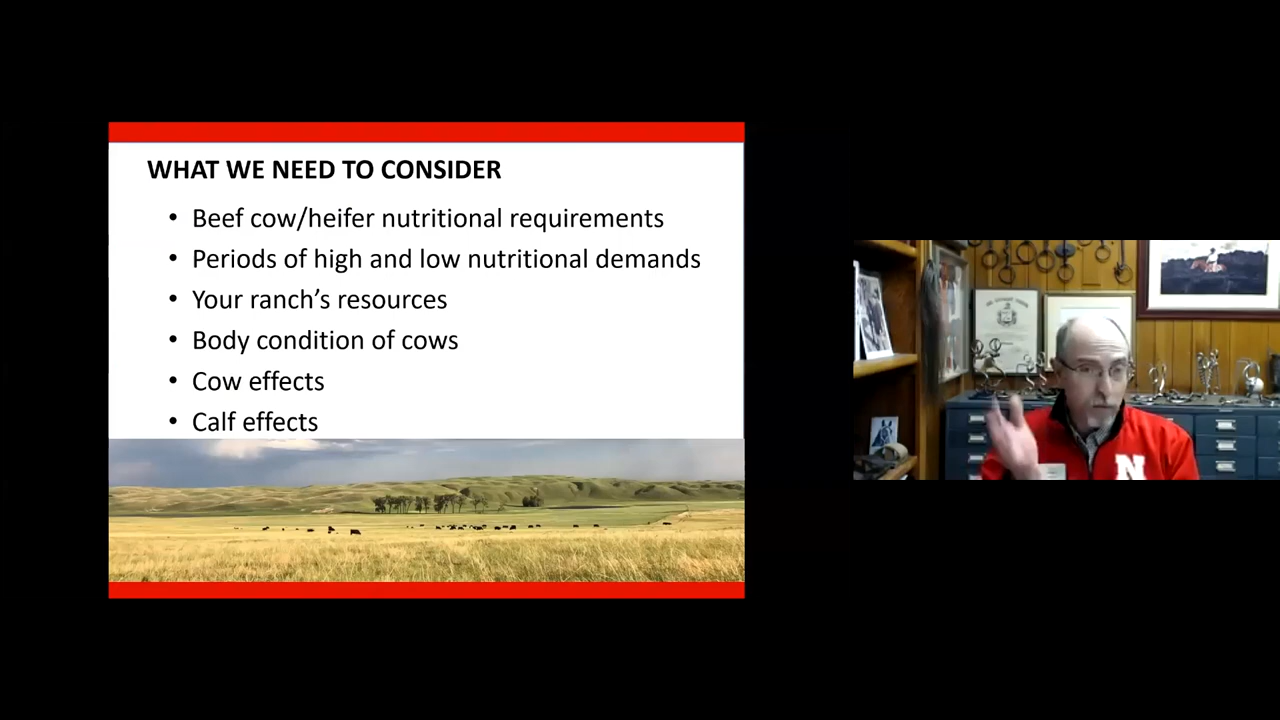 WHAT WE NEED TO CONSIDER
• Beef cow/heifer nutritional requirements
• Periods of high and low nutritional demands
• Your ranch's resources
• Body condition of cows
• Cow effects
• Calf effects
N